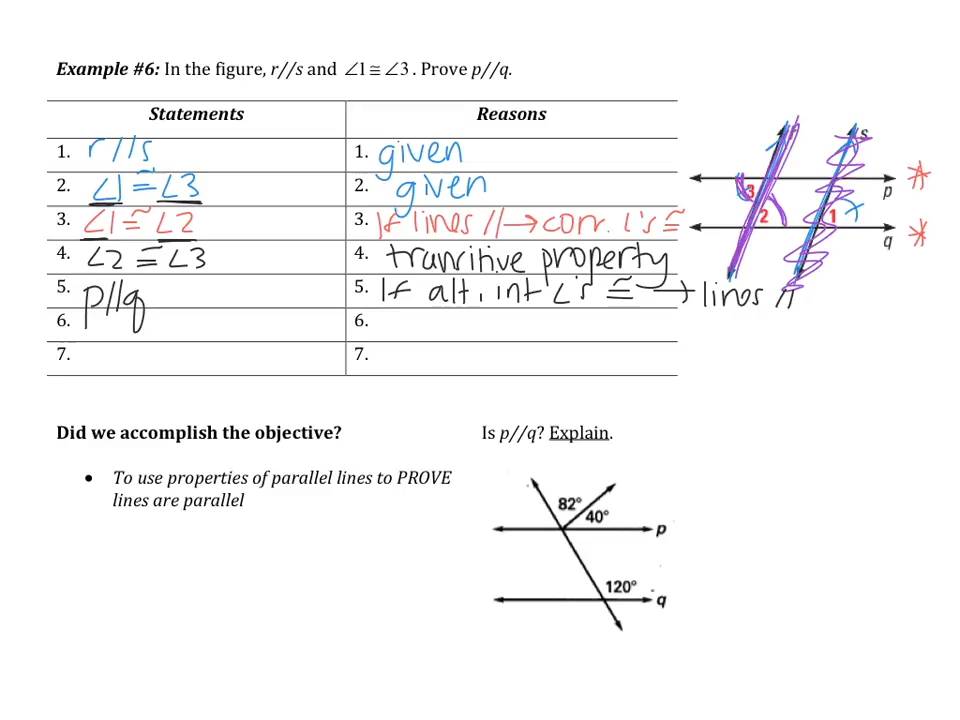 Example #6: In the figure, r//s and ∠1 ≅ ∠3. Prove p//q.
Statements Reasons
1. r//s 1. given
2. ∠1 ≅ ∠3 2. given
3. ∠1 ≅ ∠2 3. If lines // → corr. ∠'s ≅
4. ∠2 ≅ ∠3 4. transitive property
5. p//q 5. If alt. int ∠'s ≅ → lines //
6. 6.
7. 7.
r
s
3
p
2
1
q
Did we accomplish the objective?
• To use properties of parallel lines to PROVE
lines are parallel
Is p//q? Explain.
82°
40°
p
120°
q